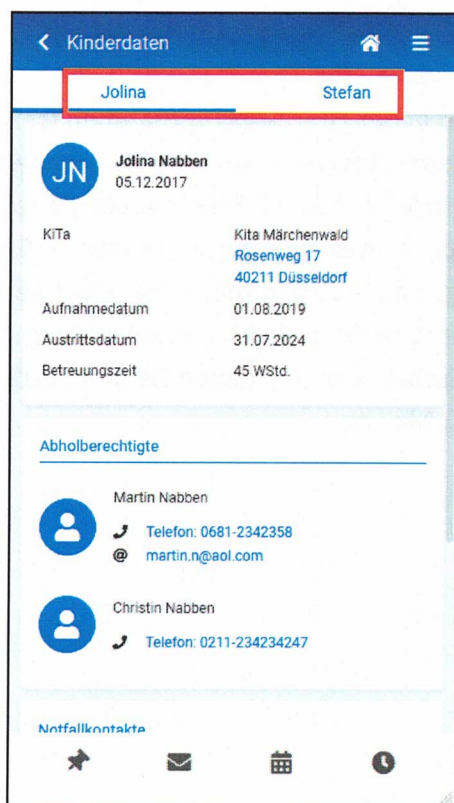 Kinderdaten
Jolina Stefan
JN
Jolina Nabben
05.12.2017
KiTa Kita Märchenwald
Rosenweg 17
40211 Düsseldorf
Aufnahmedatum 01.08.2019
Austrittsdatum 31.07.2024
Betreuungszeit 45 WStd.
Abholberechtigte
Martin Nabben
Telefon: 0681-2342358
@ martin.n@aol.com
Christin Nabben
Telefon: 0211-234234247
Notfallkontakte